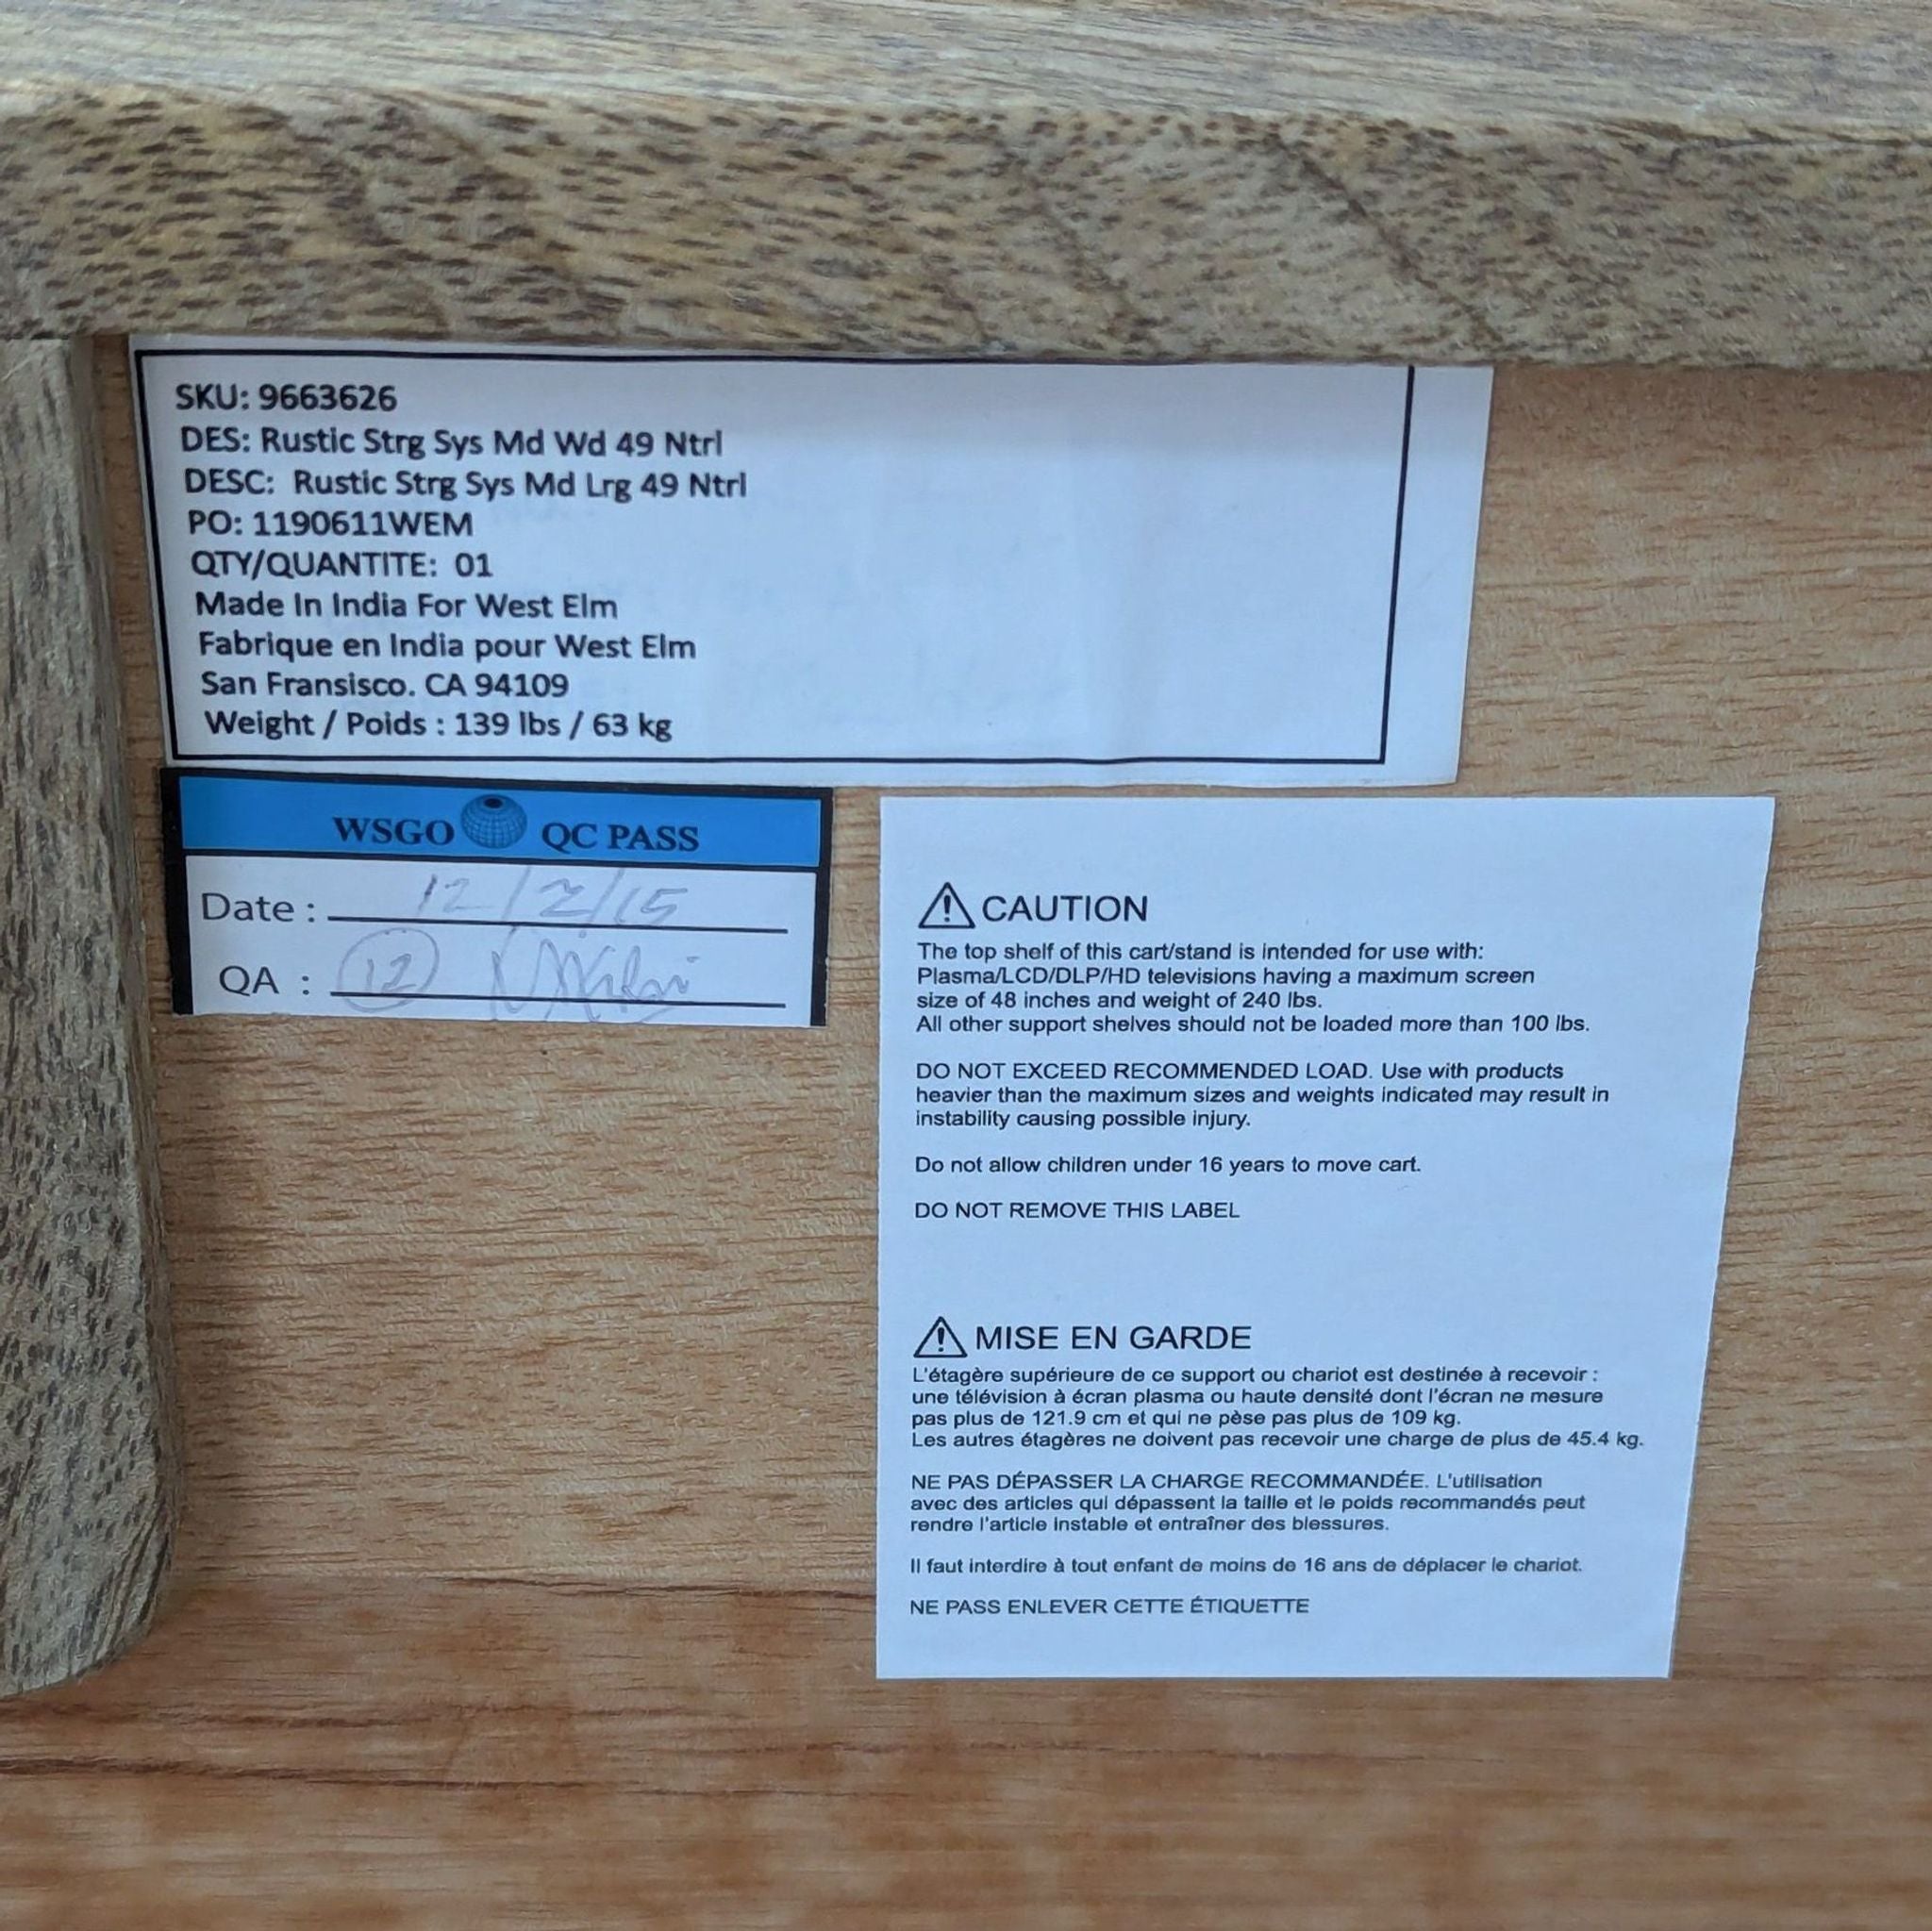 SKU: 9663626
DES: Rustic Strg Sys Md Wd 49 Ntrl
DESC: Rustic Strg Sys Md Lrg 49 Ntrl
PO: 1190611WEM
QTY/QUANTITE: 01
Made In India For West Elm
Fabrique en India pour West Elm
San Fransisco. CA 94109
Weight / Poids : 139 lbs / 63 kg
WSGO QC PASS
Date : 12/2/15
QA : 12
CAUTION
The top shelf of this cart/stand is intended for use with:
Plasma/LCD/DLP/HD televisions having a maximum screen
size of 48 inches and weight of 240 lbs.
All other support shelves should not be loaded more than 100 lbs.
DO NOT EXCEED RECOMMENDED LOAD. Use with products
heavier than the maximum sizes and weights indicated may result in
instability causing possible injury.
Do not allow children under 16 years to move cart.
DO NOT REMOVE THIS LABEL
MISE EN GARDE
L'étagère supérieure de ce support ou chariot est destinée à recevoir :
une télévision à écran plasma ou haute densité dont l'écran ne mesure
pas plus de 121.9 cm et qui ne pèse pas plus de 109 kg.
Les autres étagères ne doivent pas recevoir une charge de plus de 45.4 kg.
NE PAS DÉPASSER LA CHARGE RECOMMANDÉE. L'utilisation
avec des articles qui dépassent la taille et le poids recommandés peut
rendre l'article instable et entraîner des blessures.
Il faut interdire à tout enfant de moins de 16 ans de déplacer le chariot.
NE PASS ENLEVER CETTE ÉTIQUETTE